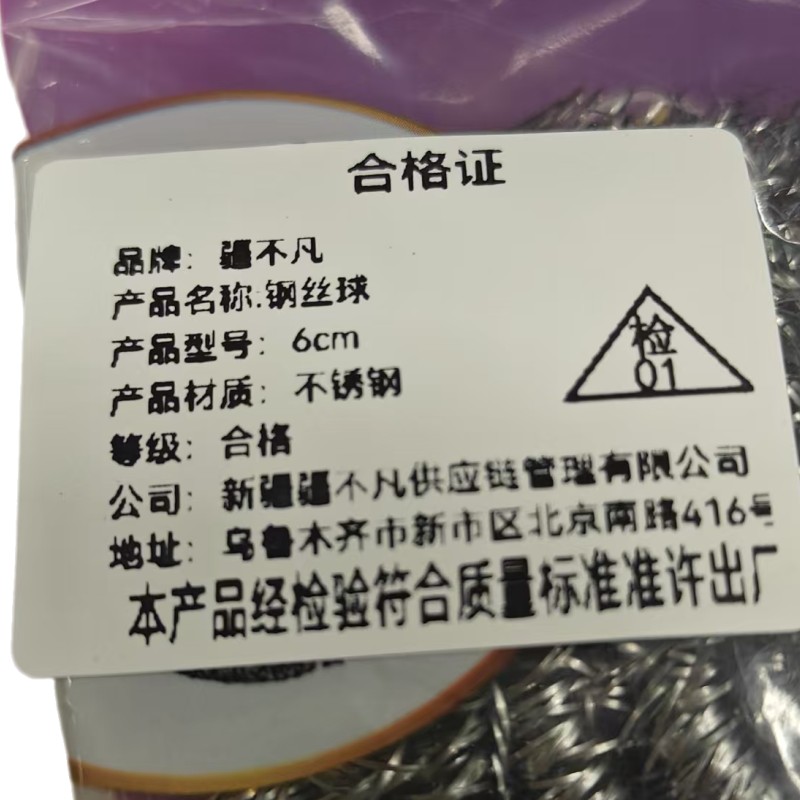 合格证
品牌: 疆不凡
产品名称:钢丝球
产品型号: 6cm
产品材质: 不锈钢
等级: 合格
公司: 新疆疆不凡供应链管理有限公司
地址: 乌鲁木齐市新市区北京南路416号
本产品经检验符合质量标准准许出厂
检
01